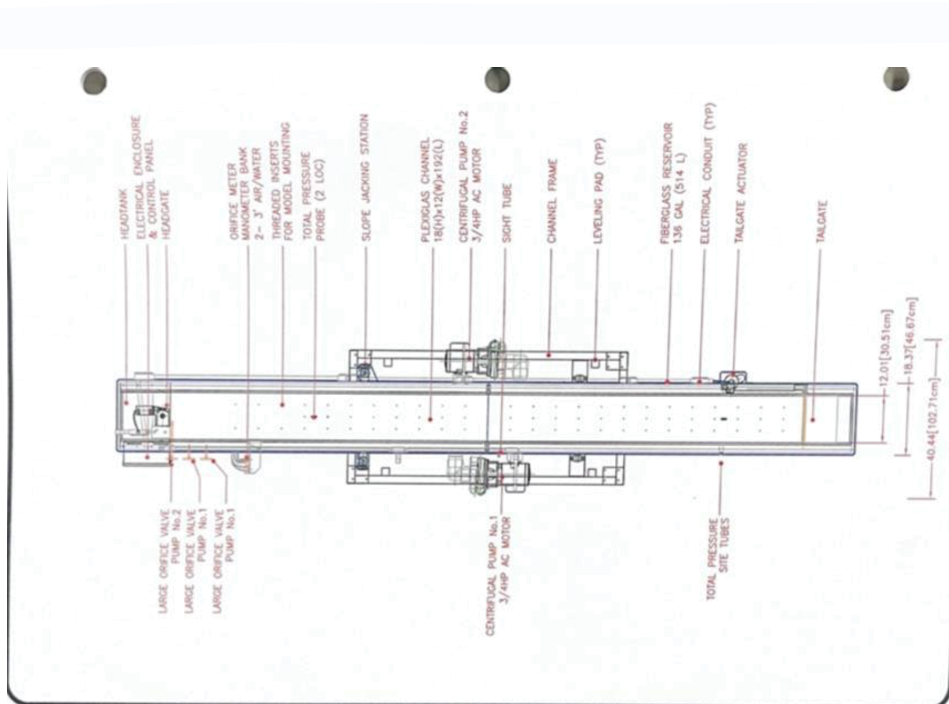 HEADTANK
ELECTRICAL ENCLOSURE
& CONTROL PANEL
HEADGATE
ORIFICE METER
MANOMETER BANK
2- 3' AIR/WATER
THREADED INSERTS
FOR MODEL MOUNTING
TOTAL PRESSURE
PROBE (2 LOC)
SLOPE JACKING STATION
PLEXIGLAS CHANNEL
18(H)x12(W)x192(L)
CENTRIFUGAL PUMP No.2
3/4HP AC MOTOR
SIGHT TUBE
CHANNEL FRAME
LEVELING PAD (TYP)
FIBERGLASS RESERVOIR
136 GAL (514 L)
ELECTRICAL CONDUIT (TYP)
TAILGATE ACTUATOR
TAILGATE
12.01[30.51cm]
18.37[46.67cm]
40.44[102.71cm]
LARGE ORIFICE VALVE
PUMP No.2
LARGE ORIFICE VALVE
PUMP No.1
LARGE ORIFICE VALVE
PUMP No.1
CENTRIFUGAL PUMP No.1
3/4HP AC MOTOR
TOTAL PRESSURE
SITE TUBES